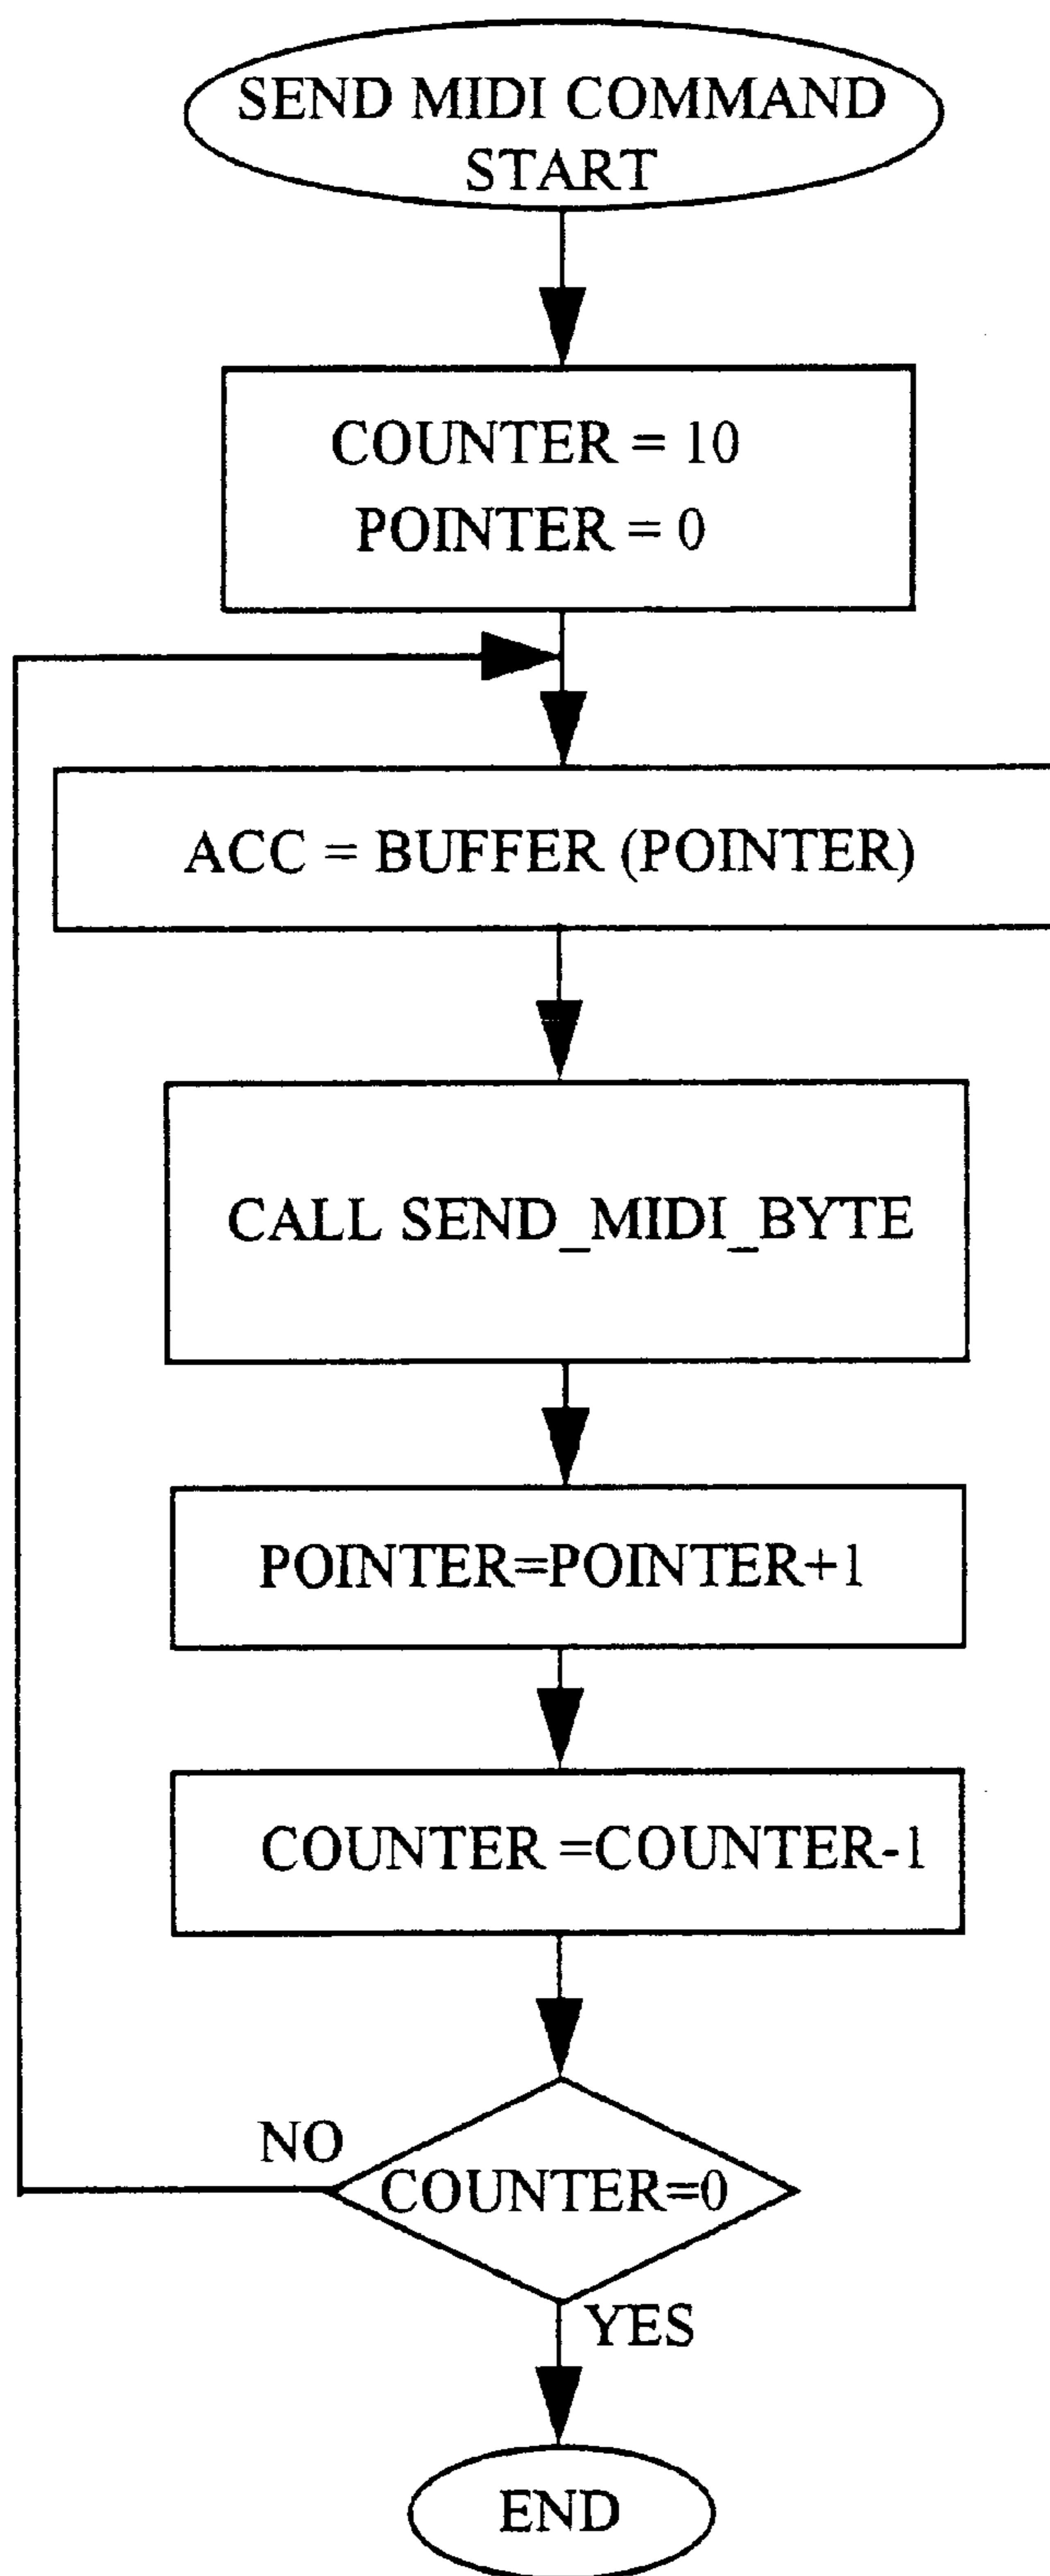 SEND MIDI COMMAND
START
COUNTER = 10
POINTER = 0
ACC = BUFFER (POINTER)
CALL SEND_MIDI_BYTE
POINTER=POINTER+1
COUNTER =COUNTER-1
NO
COUNTER=0
YES
END